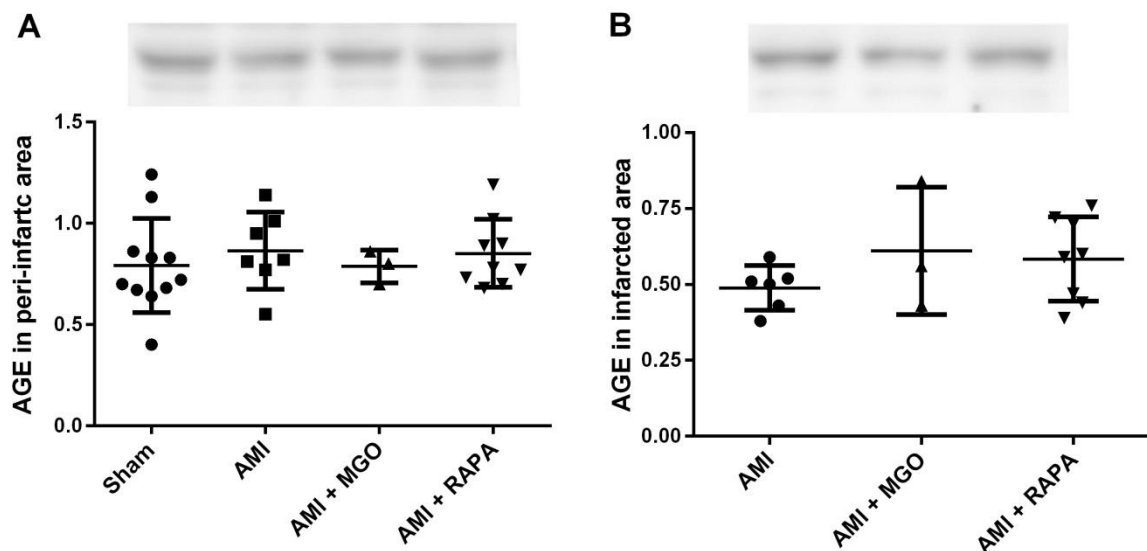 A
AGE in peri-infartc area
1.5
1.0
0.5
0.0
Sham
AMI
AMI + MGO
AMI + RAPA
B
AGE in infarcted area
1.00
0.75
0.50
0.25
0.00
AMI
AMI + MGO
AMI + RAPA